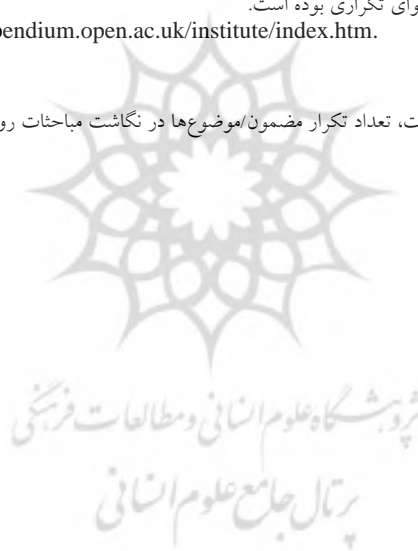 وای تکراری بوده است.
pendium.open.ac.uk/institute/index.htm.
ت، تعداد تکرار مضمون/موضوع‌ها در نگاشت مباحثات رو
پژوهشگاه علوم انسانی و مطالعات فرهنگی
پرتال جامع علوم انسانی